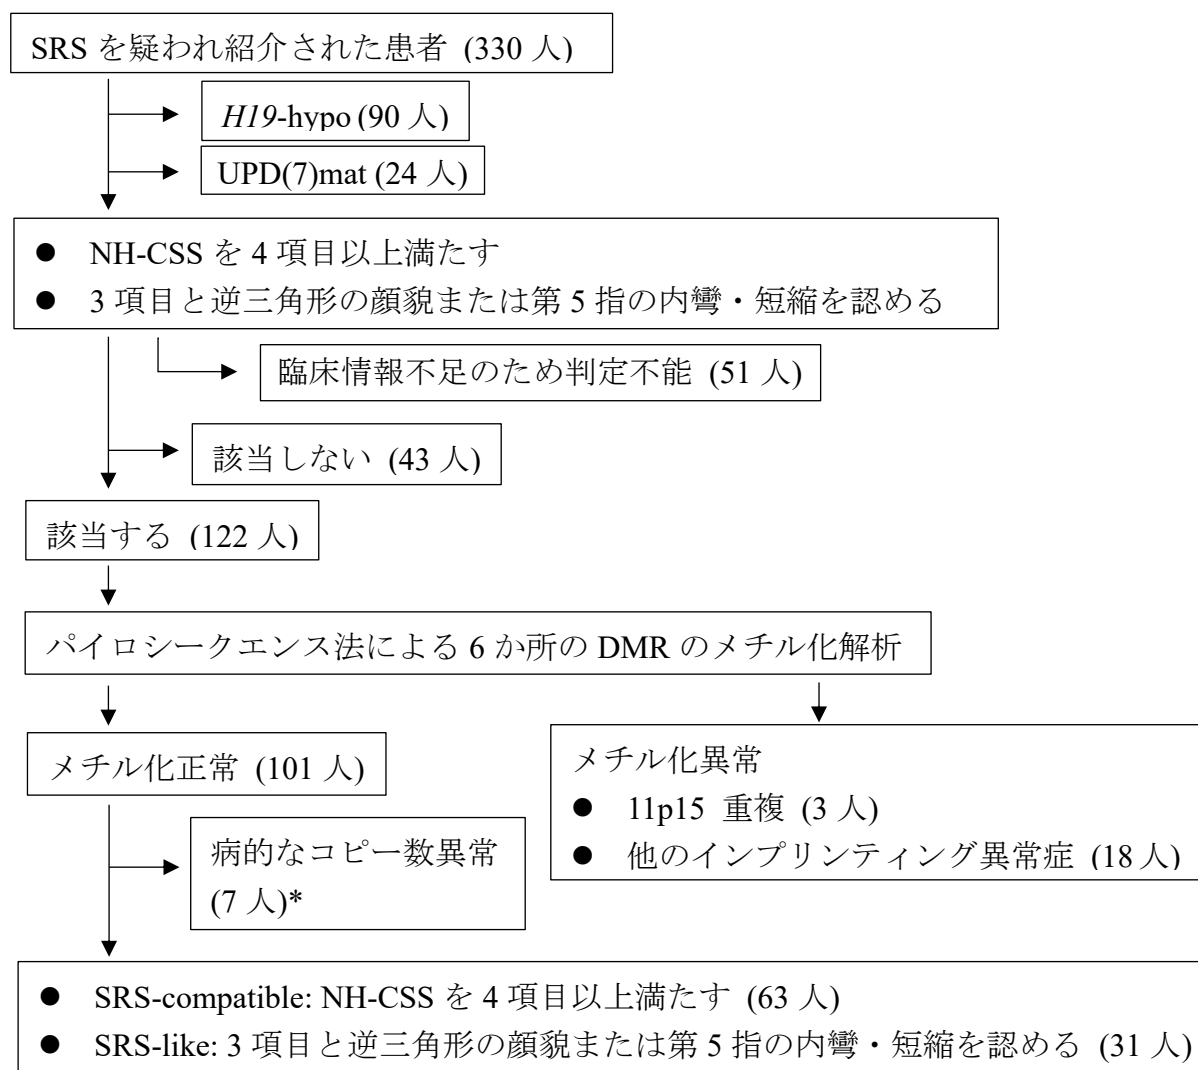 SRS を疑われ紹介された患者 (330 人)
H19-hypo (90 人)
UPD(7)mat (24 人)
● NH-CSS を 4 項目以上満たす
● 3 項目と逆三角形の顔貌または第 5 指の内彎・短縮を認める
臨床情報不足のため判定不能 (51 人)
該当しない (43 人)
該当する (122 人)
パイロシークエンス法による 6 か所の DMR のメチル化解析
メチル化正常 (101 人)
メチル化異常
● 11p15 重複 (3 人)
● 他のインプリンティング異常症 (18 人)
病的なコピー数異常
(7 人)*
● SRS-compatible: NH-CSS を 4 項目以上満たす (63 人)
● SRS-like: 3 項目と逆三角形の顔貌または第 5 指の内彎・短縮を認める (31 人)